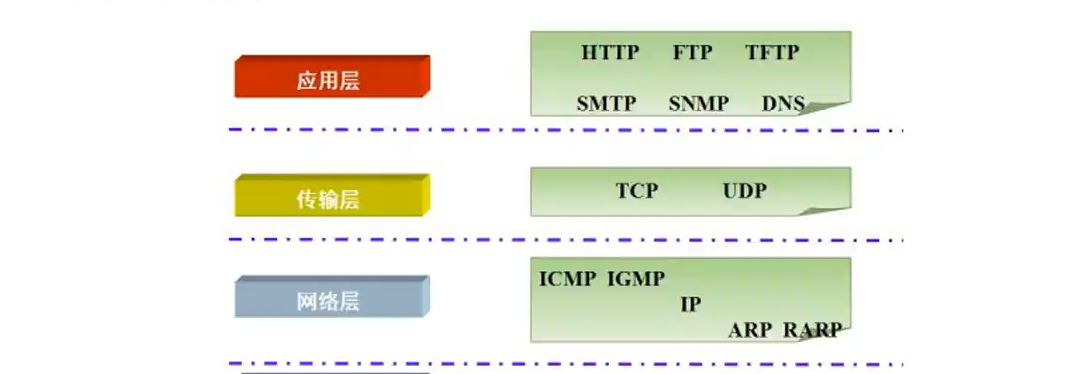 应用层
HTTP FTP TFTP
SMTP SNMP DNS
传输层
TCP UDP
网络层
ICMP IGMP
IP
ARP RARP